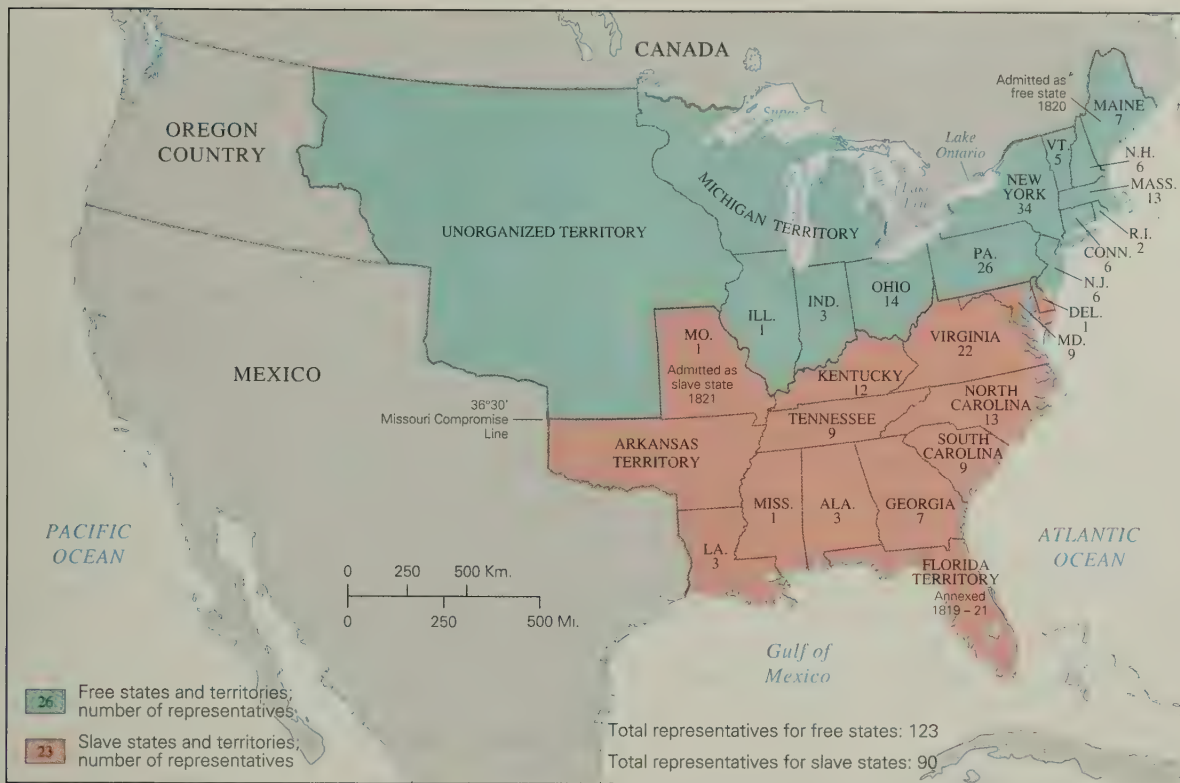 CANADA
Admitted as
free state
1820
MAINE
7
OREGON
COUNTRY
Lake
Ontario
VT.
5
N.H.
6
NEW
YORK
34
MASS.
13
MICHIGAN TERRITORY
UNORGANIZED TERRITORY
R.I.
2
CONN.
6
PA.
26
N.J.
6
OHIO
14
IND.
3
ILL.
1
DEL.
1
MD.
9
MO.
1
Admitted as
slave state
1821
VIRGINIA
22
MEXICO
KENTUCKY
12
36°30'
Missouri Compromise
Line
NORTH
CAROLINA
13
TENNESSEE
9
ARKANSAS
TERRITORY
SOUTH
CAROLINA
9
MISS.
1
ALA.
3
GEORGIA
7
PACIFIC
OCEAN
LA.
3
ATLANTIC
OCEAN
FLORIDA
TERRITORY
Annexed
1819 – 21
0 250 500 Km.
0 250 500 Mi.
Gulf of
Mexico
26 Free states and territories;
number of representatives
23 Slave states and territories;
number of representatives
Total representatives for free states: 123
Total representatives for slave states: 90